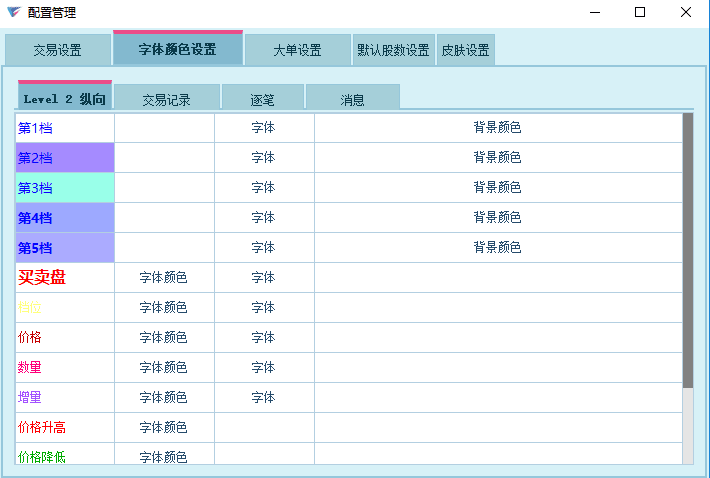 配置管理
交易设置 字体颜色设置 大单设置 默认股数设置 皮肤设置
Level 2 纵向 交易记录 逐笔 消息
第1档 字体 背景颜色
第2档 字体 背景颜色
第3档 字体 背景颜色
第4档 字体 背景颜色
第5档 字体 背景颜色
买卖盘 字体颜色 字体
档位 字体颜色 字体
价格 字体颜色 字体
数量 字体颜色 字体
增量 字体颜色 字体
价格升高 字体颜色
价格降低 字体颜色